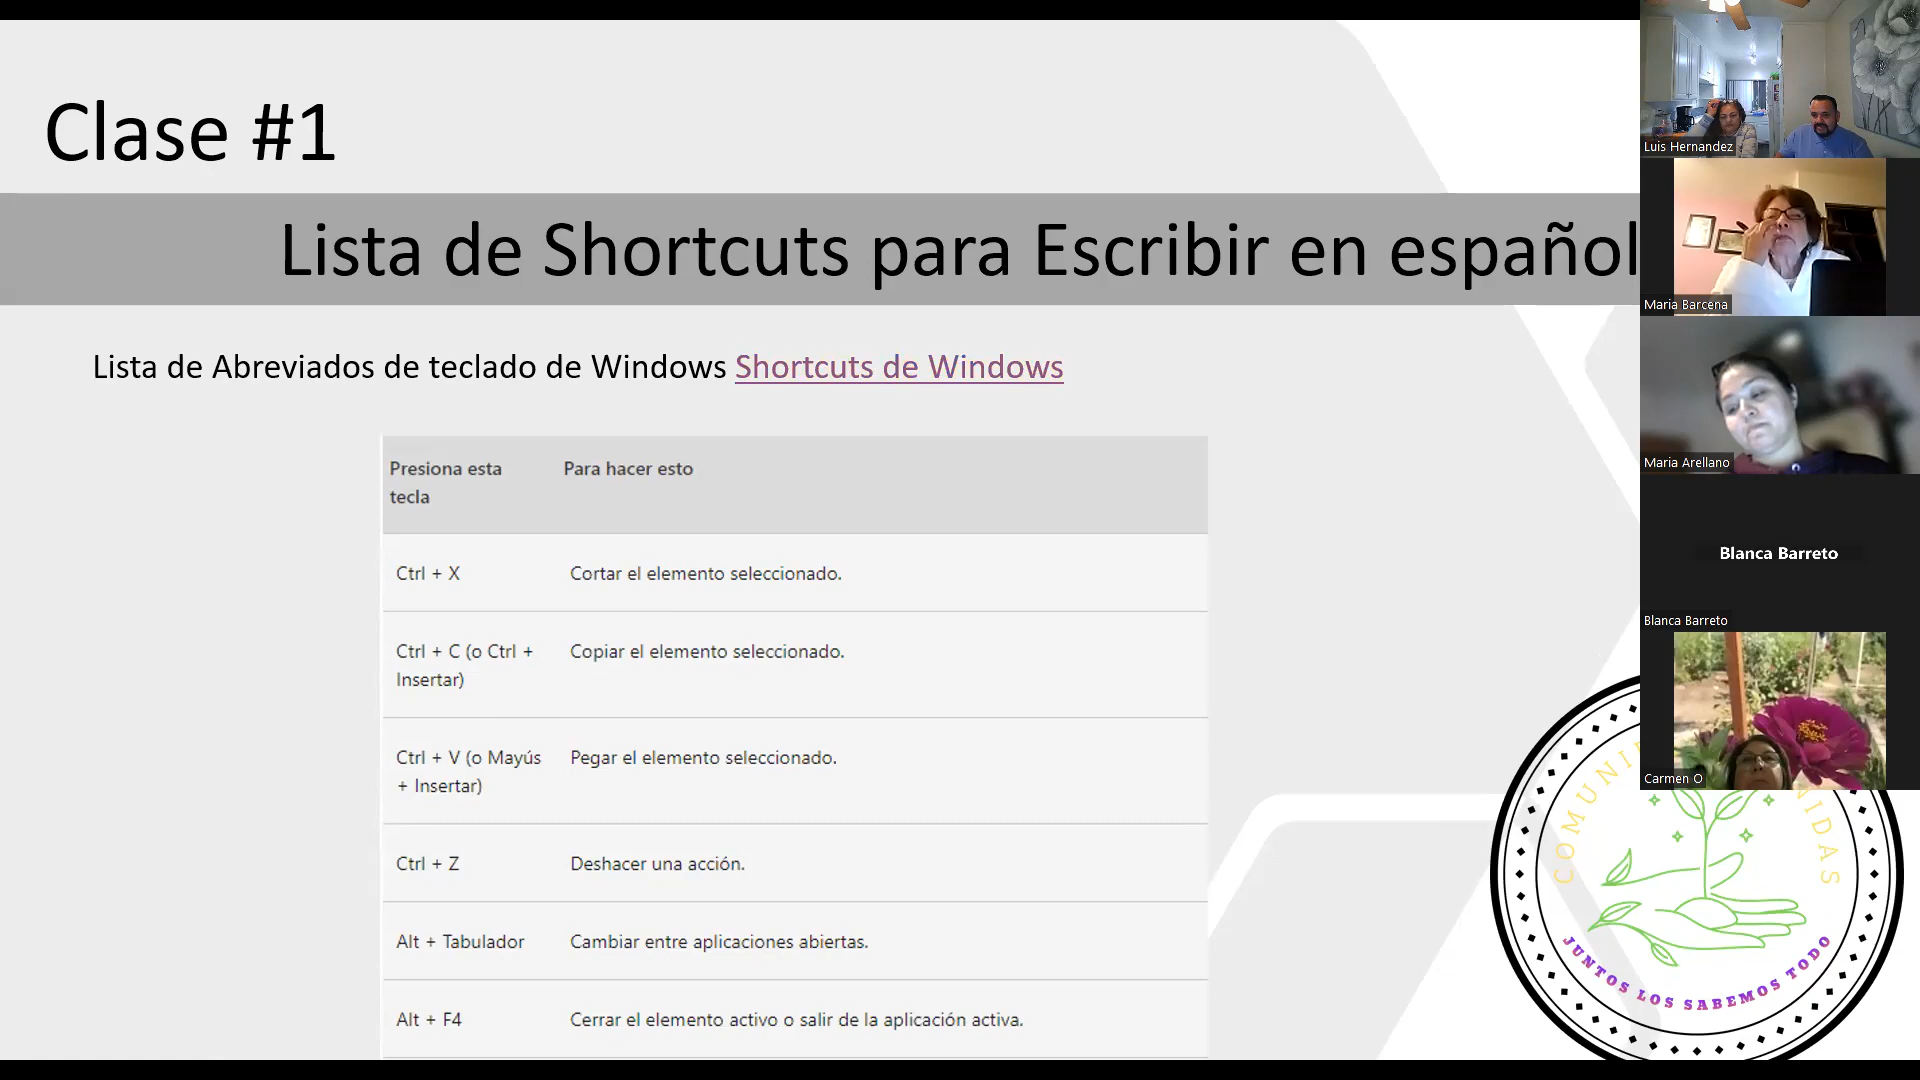 Clase #1
Lista de Shortcuts para Escribir en español
Lista de Abreviados de teclado de Windows Shortcuts de Windows
Presiona esta tecla
Para hacer esto
Ctrl + X
Cortar el elemento seleccionado.
Ctrl + C (o Ctrl +
Insertar)
Copiar el elemento seleccionado.
Ctrl + V (o Mayús
+ Insertar)
Pegar el elemento seleccionado.
Ctrl + Z
Deshacer una acción.
Alt + Tabulador
Cambiar entre aplicaciones abiertas.
Alt + F4
Cerrar el elemento activo o salir de la aplicación activa.
Luis Hernandez
Maria Barcena
Maria Arellano
Blanca Barreto
Blanca Barreto
Carmen O
JUNTOS LOS SABEMOS TODO